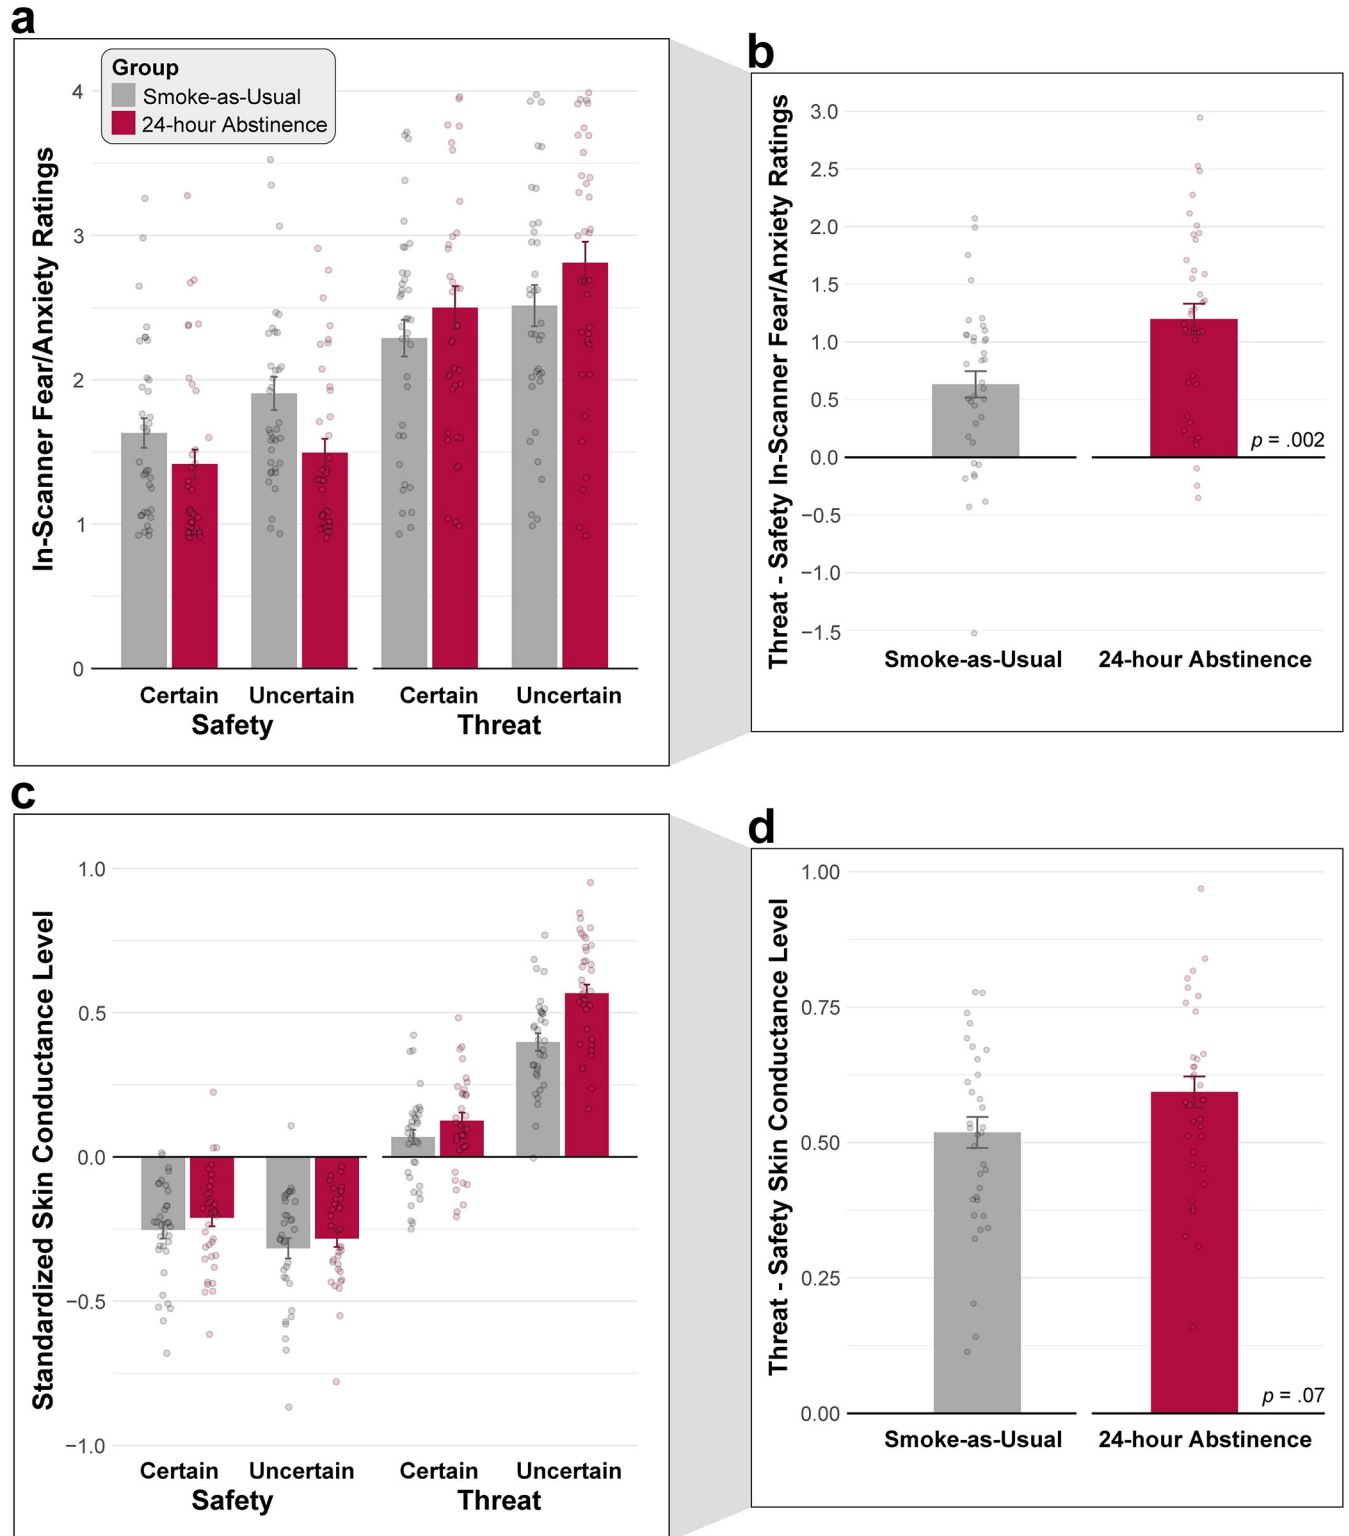 a
Group
Smoke-as-Usual
24-hour Abstinence
In-Scanner Fear/Anxiety Ratings
4
3
2
1
0
Certain Uncertain Certain Uncertain
Safety Threat
b
Threat - Safety In-Scanner Fear/Anxiety Ratings
3.0
2.5
2.0
1.5
1.0
0.5
0.0
−0.5
−1.0
−1.5
p = .002
Smoke-as-Usual 24-hour Abstinence
c
Standardized Skin Conductance Level
1.0
0.5
0.0
−0.5
−1.0
Certain Uncertain Certain Uncertain
Safety Threat
d
Threat - Safety Skin Conductance Level
1.00
0.75
0.50
0.25
0.00
p = .07
Smoke-as-Usual 24-hour Abstinence